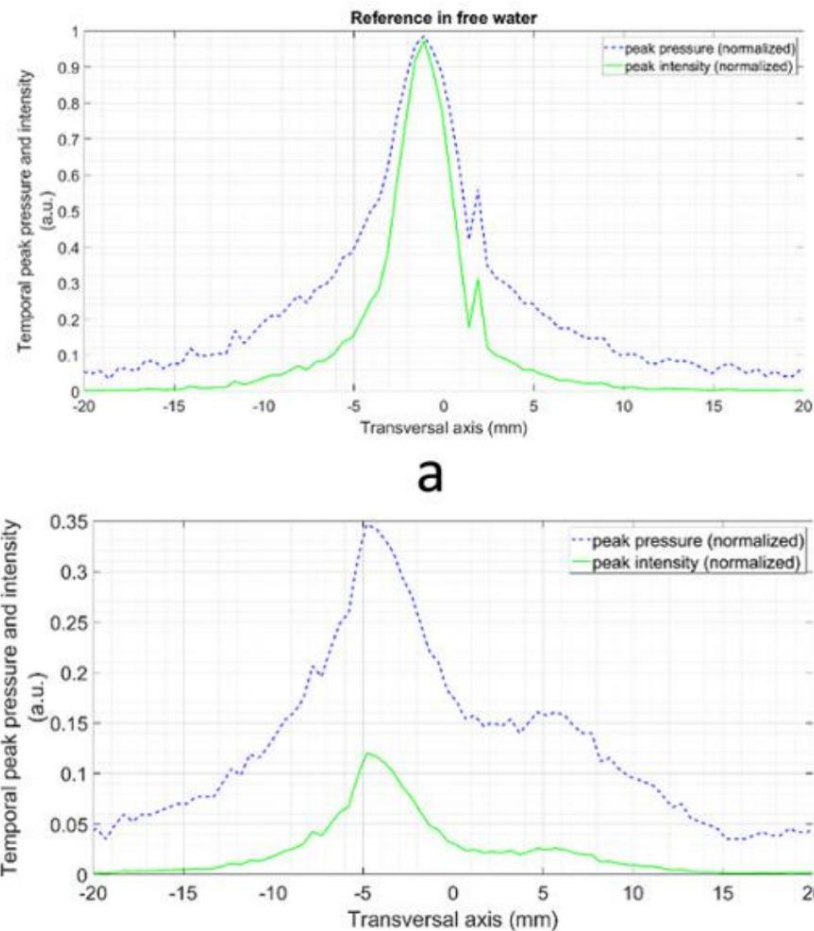 Reference in free water
peak pressure (normalized)
peak intensity (normalized)
Temporal peak pressure and intensity
(a.u.)
1
0.9
0.8
0.7
0.6
0.5
0.4
0.3
0.2
0.1
0
-20 -15 -10 -5 0 5 10 15 20
Transversal axis (mm)
a
peak pressure (normalized)
peak intensity (normalized)
Temporal peak pressure and intensity
(a.u.)
0.35
0.3
0.25
0.2
0.15
0.1
0.05
0
-20 -15 -10 -5 0 5 10 15
Transversal axis (mm)